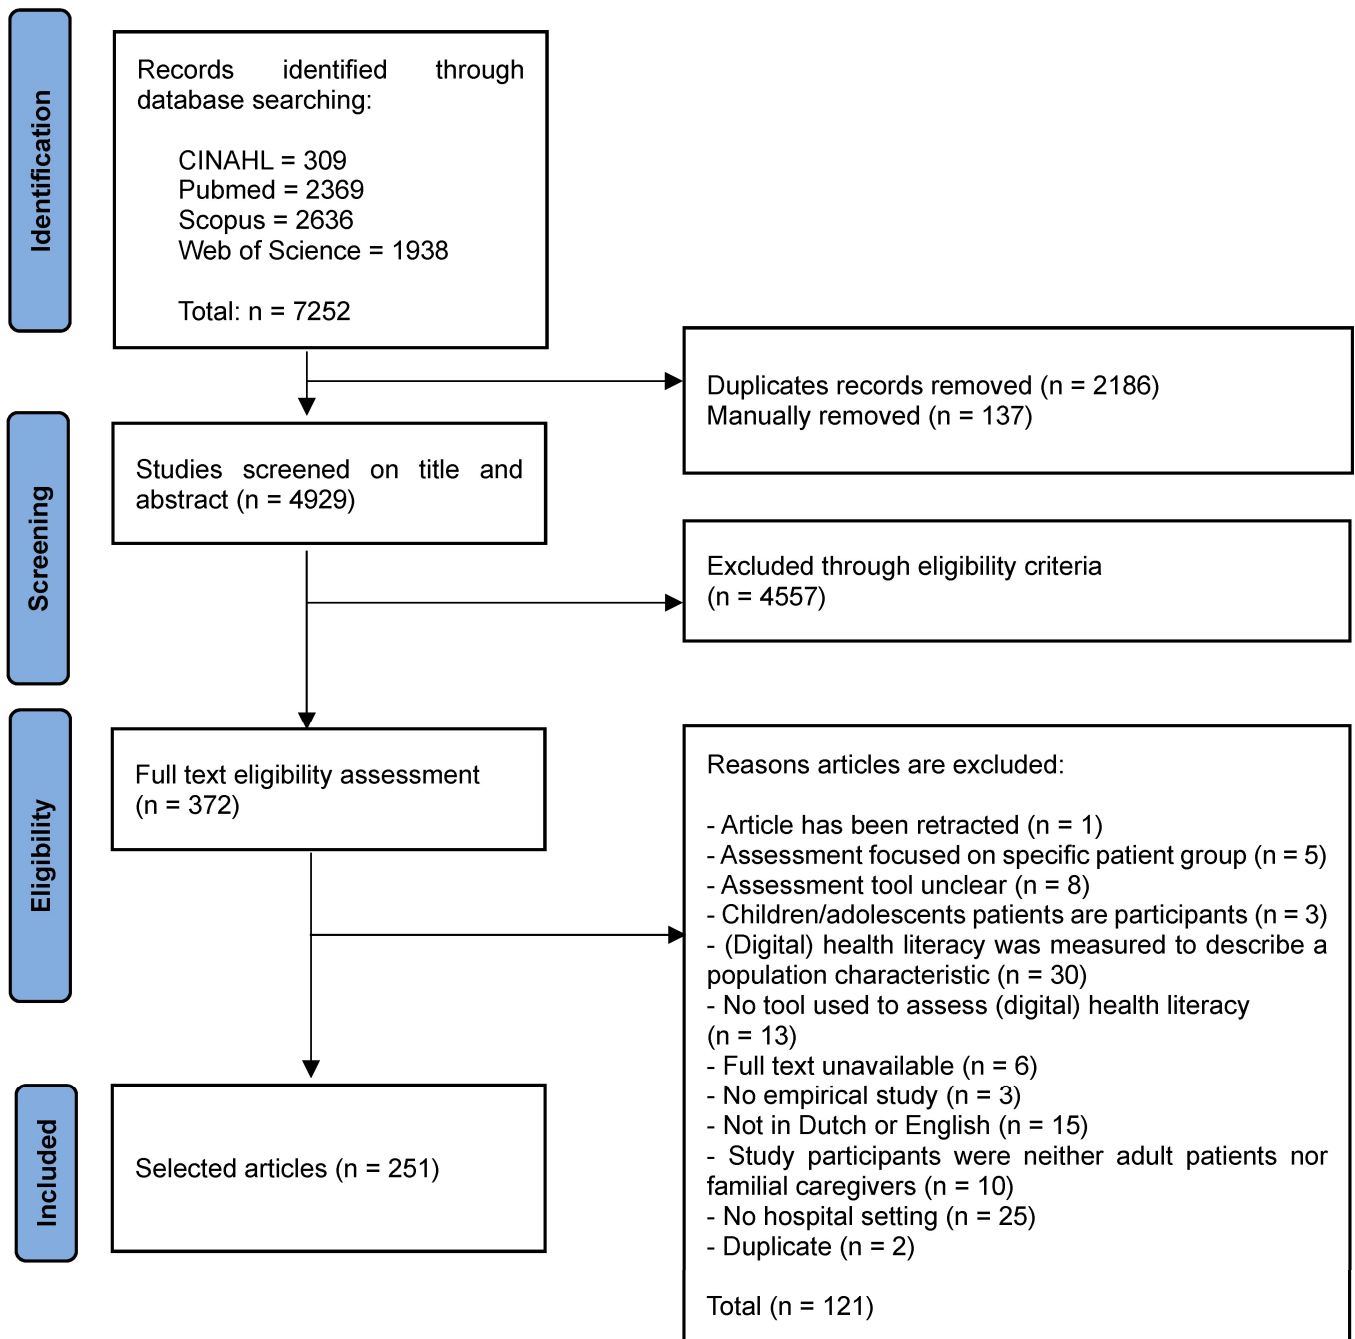 Identification
Records identified through
database searching:
CINAHL = 309
Pubmed = 2369
Scopus = 2636
Web of Science = 1938
Total: n = 7252
Duplicates records removed (n = 2186)
Manually removed (n = 137)
Screening
Studies screened on title and
abstract (n = 4929)
Excluded through eligibility criteria
(n = 4557)
Eligibility
Full text eligibility assessment
(n = 372)
Reasons articles are excluded:
- Article has been retracted (n = 1)
- Assessment focused on specific patient group (n = 5)
- Assessment tool unclear (n = 8)
- Children/adolescents patients are participants (n = 3)
- (Digital) health literacy was measured to describe a
population characteristic (n = 30)
- No tool used to assess (digital) health literacy
(n = 13)
- Full text unavailable (n = 6)
- No empirical study (n = 3)
- Not in Dutch or English (n = 15)
- Study participants were neither adult patients nor
familial caregivers (n = 10)
- No hospital setting (n = 25)
- Duplicate (n = 2)
Total (n = 121)
Included
Selected articles (n = 251)